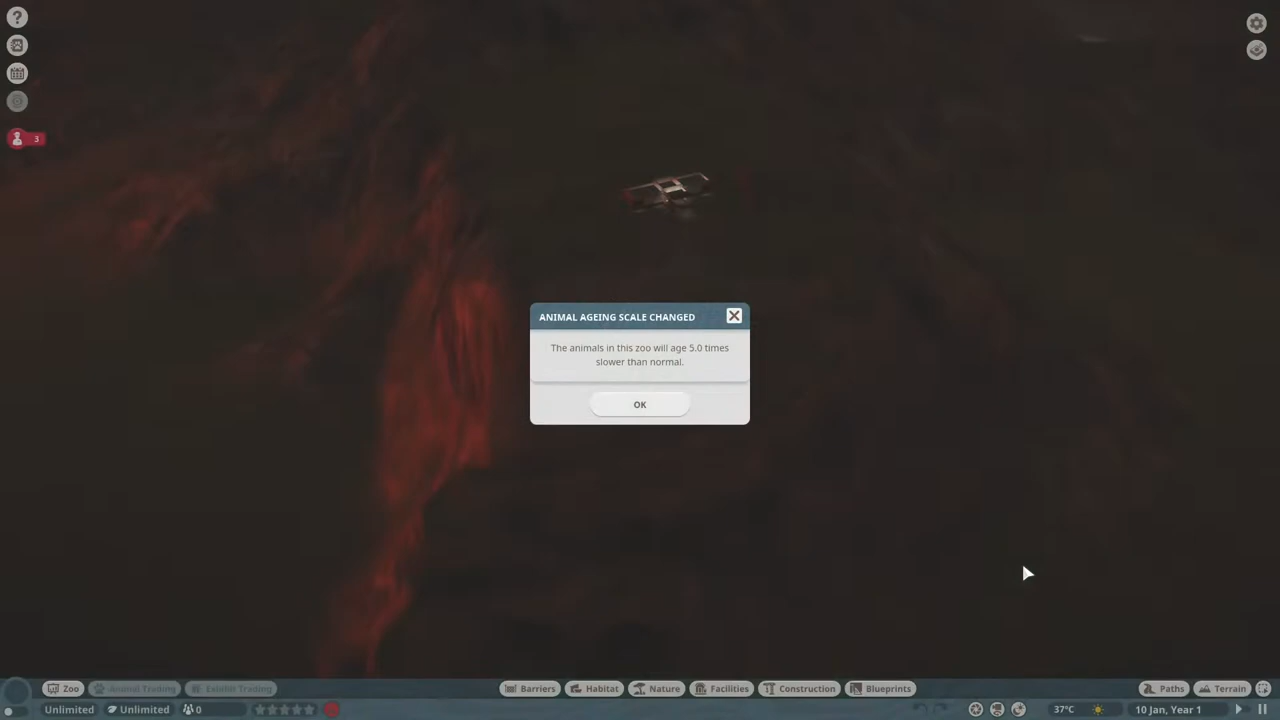 3
ANIMAL AGEING SCALE CHANGED
The animals in this zoo will age 5.0 times
slower than normal.
OK
Zoo
Animal Trading
Exhibit Trading
Barriers
Habitat
Nature
Facilities
Construction
Blueprints
Paths
Terrain
Unlimited
Unlimited
0
37°C
10 Jan, Year 1